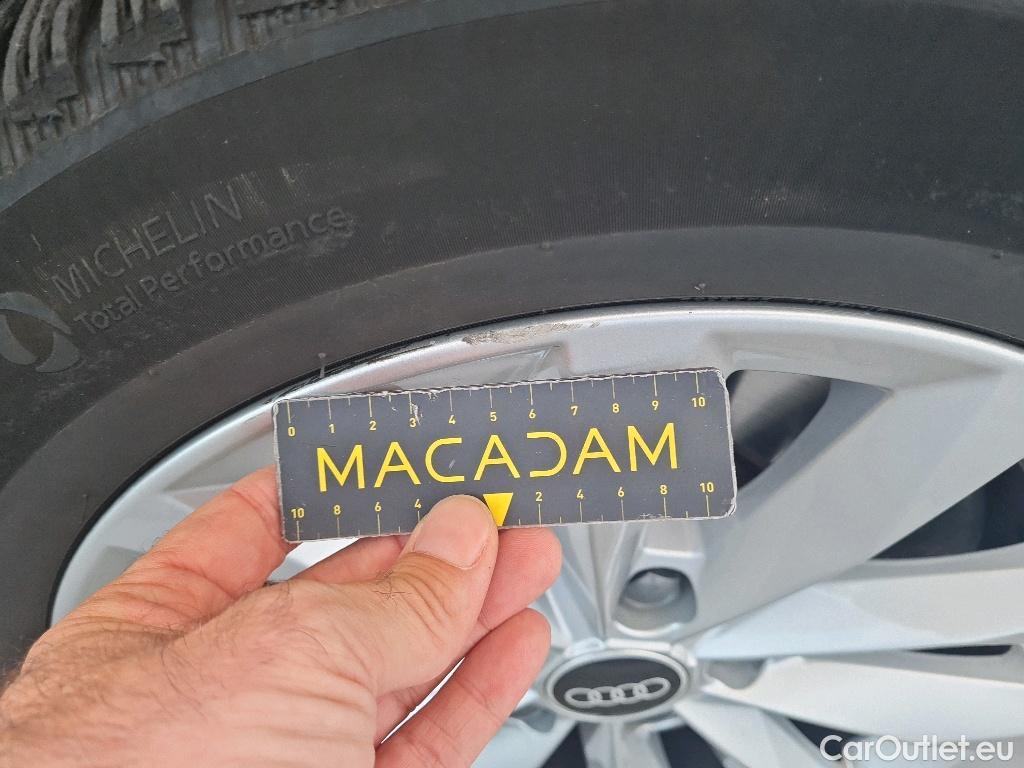 MICHELIN
Total Performance
0 1 2 3 4 5 6 7 8 9 10
MACADAM
10 8 6 4 2 4 6 8 10
CarOutlet.eu